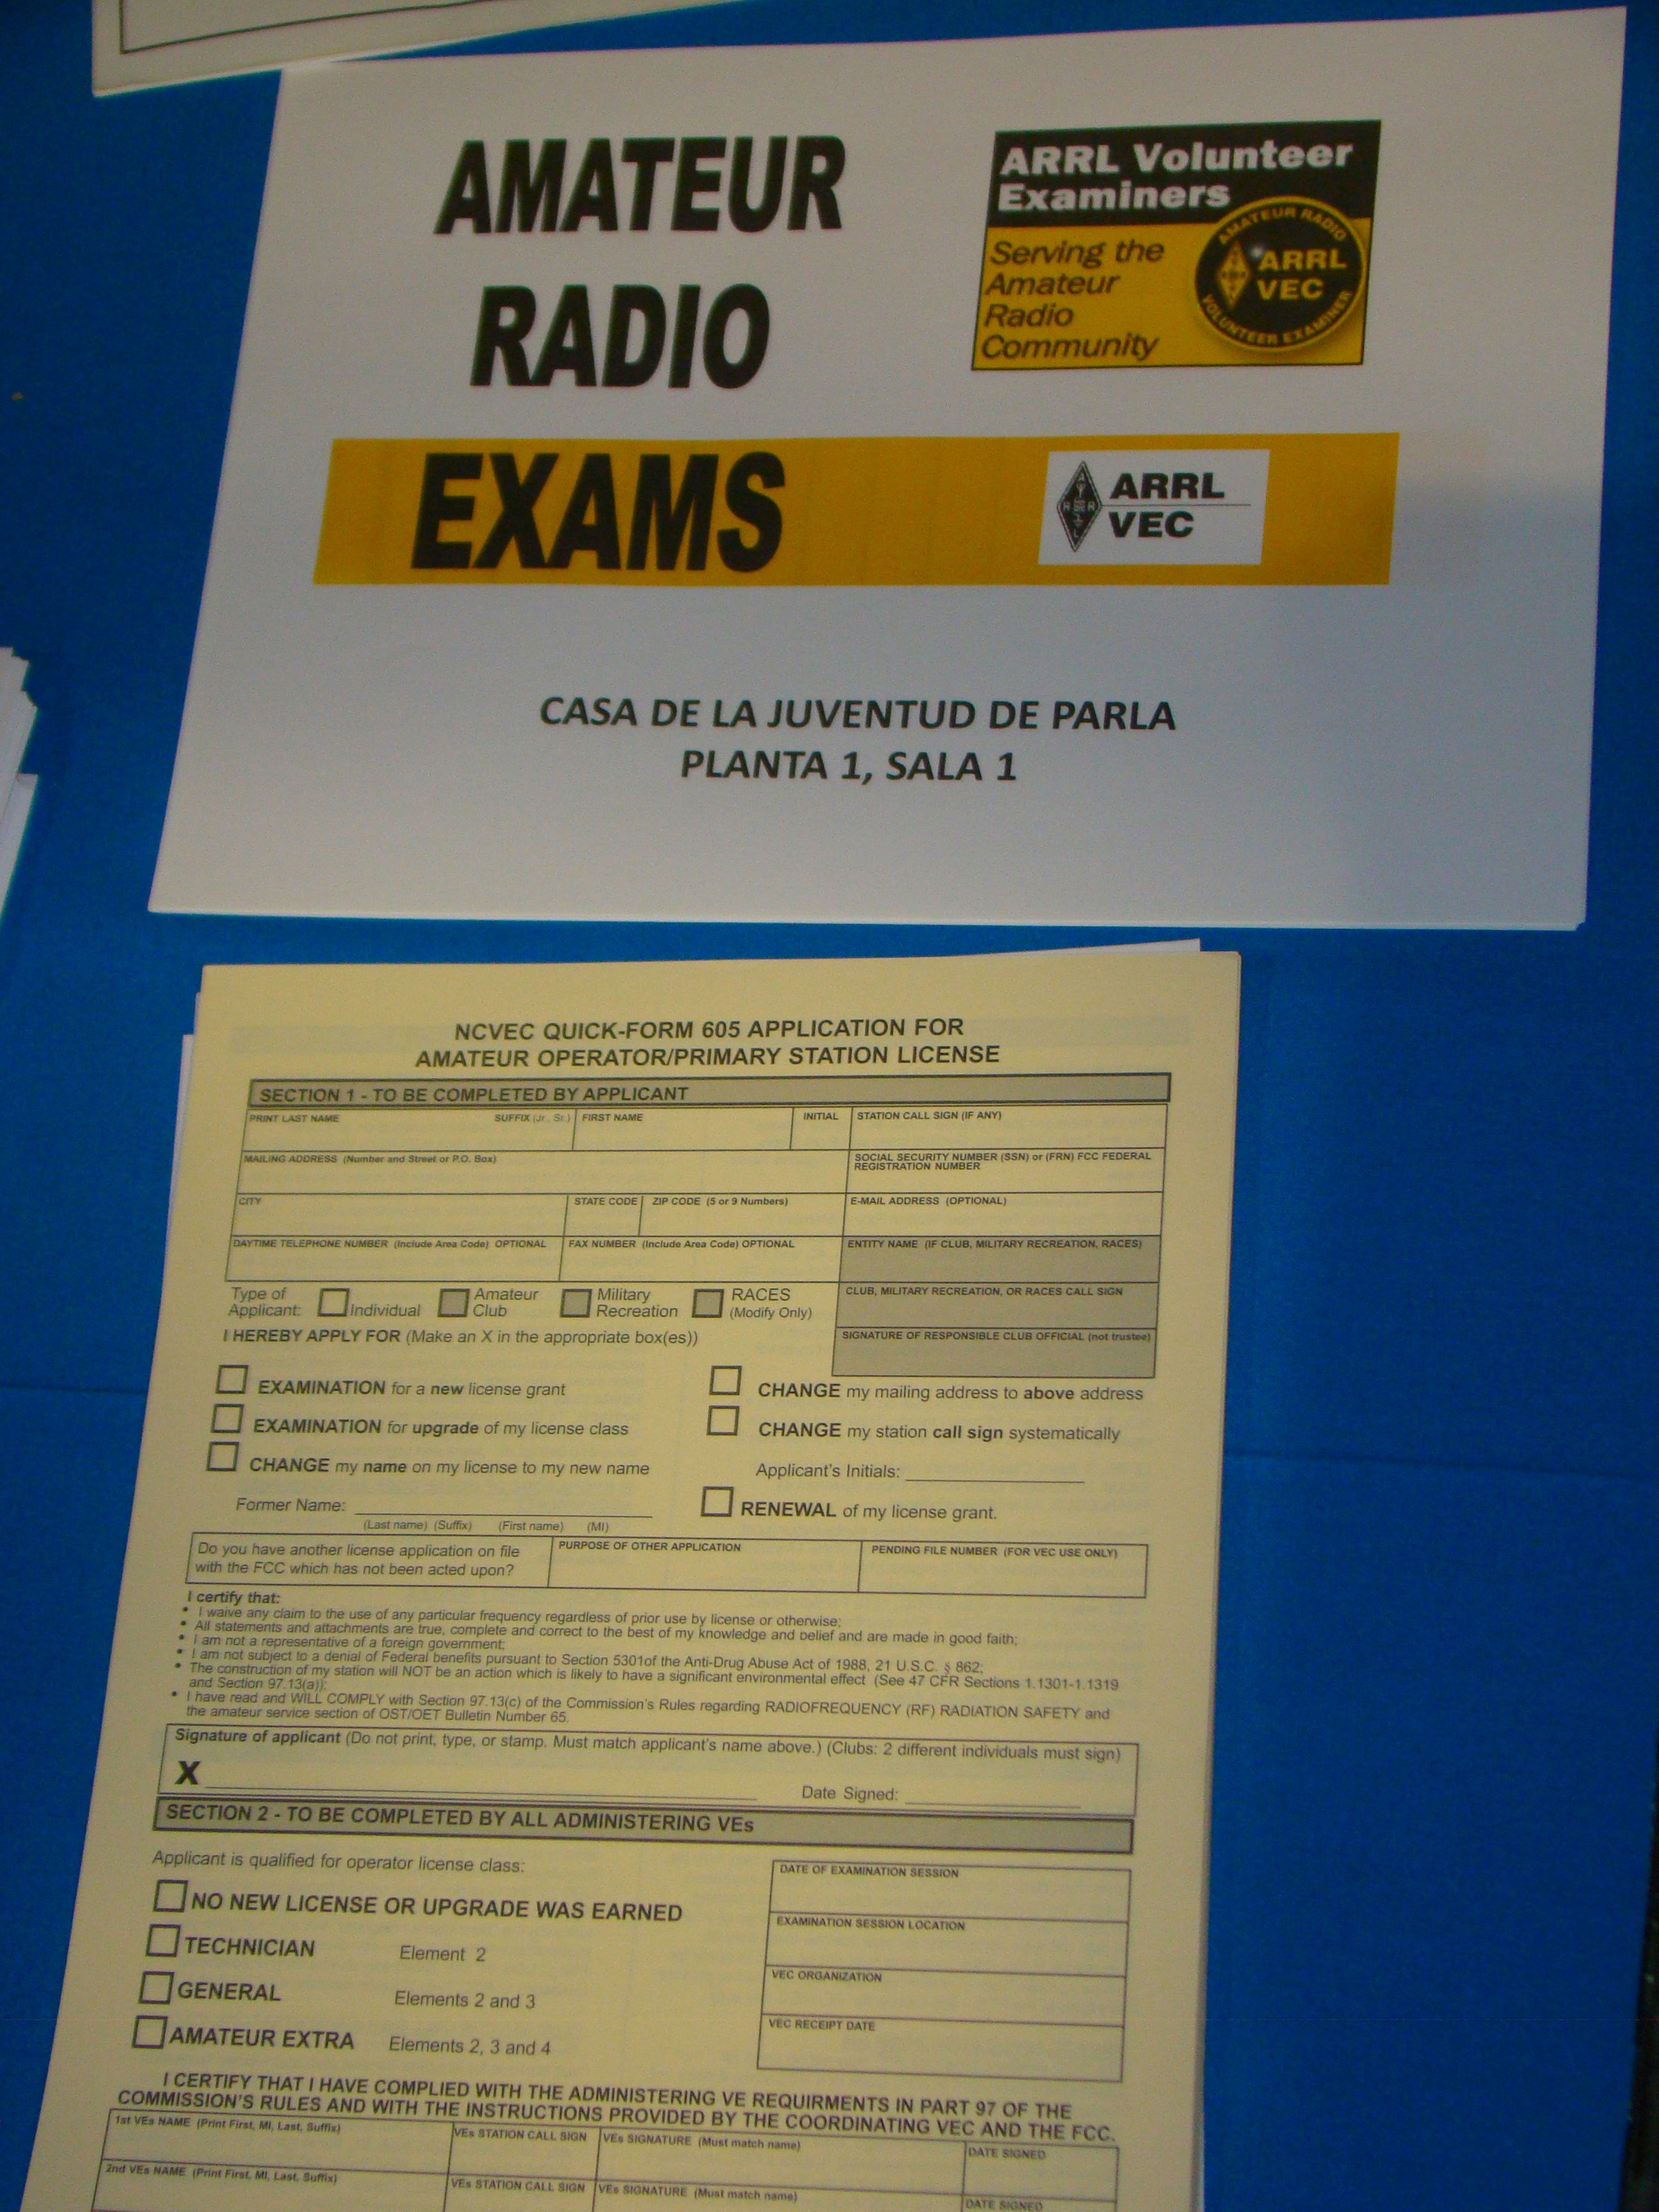 AMATEUR
RADIO
EXAMS
ARRL Volunteer
Examiners
Serving the
Amateur
Radio
Community
AMATEUR RADIO
ARRL
VEC
VOLUNTEER EXAMINER
ARRL
VEC
CASA DE LA JUVENTUD DE PARLA
PLANTA 1, SALA 1
NCVEC QUICK-FORM 605 APPLICATION FOR
AMATEUR OPERATOR/PRIMARY STATION LICENSE
SECTION 1 - TO BE COMPLETED BY APPLICANT
PRINT LAST NAME SUFFIX (Jr., Sr.) FIRST NAME INITIAL STATION CALL SIGN (IF ANY)
MAILING ADDRESS (Number and Street or P.O. Box) SOCIAL SECURITY NUMBER (SSN) or (FRN) FCC FEDERAL
REGISTRATION NUMBER
CITY STATE CODE ZIP CODE (5 or 9 Numbers) E-MAIL ADDRESS (OPTIONAL)
DAYTIME TELEPHONE NUMBER (Include Area Code) OPTIONAL FAX NUMBER (Include Area Code) OPTIONAL ENTITY NAME (IF CLUB, MILITARY RECREATION, RACES)
Type of
Applicant: Individual
Amateur
Club
Military
Recreation
RACES
(Modify Only)
CLUB, MILITARY RECREATION, OR RACES CALL SIGN
I HEREBY APPLY FOR (Make an X in the appropriate box(es))
SIGNATURE OF RESPONSIBLE CLUB OFFICIAL (not trustee)
EXAMINATION for a new license grant
EXAMINATION for upgrade of my license class
CHANGE my name on my license to my new name
Former Name:
(Last name) (Suffix) (First name) (MI)
CHANGE my mailing address to above address
CHANGE my station call sign systematically
Applicant's Initials:
RENEWAL of my license grant.
Do you have another license application on file
with the FCC which has not been acted upon?
PURPOSE OF OTHER APPLICATION
PENDING FILE NUMBER (FOR VEC USE ONLY)
I certify that:
• I waive any claim to the use of any particular frequency regardless of prior use by license or otherwise;
• All statements and attachments are true, complete and correct to the best of my knowledge and belief and are made in good faith;
• I am not a representative of a foreign government;
• I am not subject to a denial of Federal benefits pursuant to Section 5301of the Anti-Drug Abuse Act of 1988, 21 U.S.C. § 862;
• The construction of my station will NOT be an action which is likely to have a significant environmental effect (See 47 CFR Sections 1.1301-1.1319
and Section 97.13(a));
• I have read and WILL COMPLY with Section 97.13(c) of the Commission's Rules regarding RADIOFREQUENCY (RF) RADIATION SAFETY and
the amateur service section of OST/OET Bulletin Number 65.
Signature of applicant (Do not print, type, or stamp. Must match applicant's name above.) (Clubs: 2 different individuals must sign)
X Date Signed:
SECTION 2 - TO BE COMPLETED BY ALL ADMINISTERING VEs
Applicant is qualified for operator license class:
NO NEW LICENSE OR UPGRADE WAS EARNED
TECHNICIAN Element 2
GENERAL Elements 2 and 3
AMATEUR EXTRA Elements 2, 3 and 4
DATE OF EXAMINATION SESSION
EXAMINATION SESSION LOCATION
VEC ORGANIZATION
VEC RECEIPT DATE
I CERTIFY THAT I HAVE COMPLIED WITH THE ADMINISTERING VE REQUIRMENTS IN PART 97 OF THE
COMMISSION'S RULES AND WITH THE INSTRUCTIONS PROVIDED BY THE COORDINATING VEC AND THE FCC.
1st VEs NAME (Print First, MI, Last, Suffix) VEs STATION CALL SIGN VEs SIGNATURE (Must match name) DATE SIGNED
2nd VEs NAME (Print First, MI, Last, Suffix) VEs STATION CALL SIGN VEs SIGNATURE (Must match name) DATE SIGNED